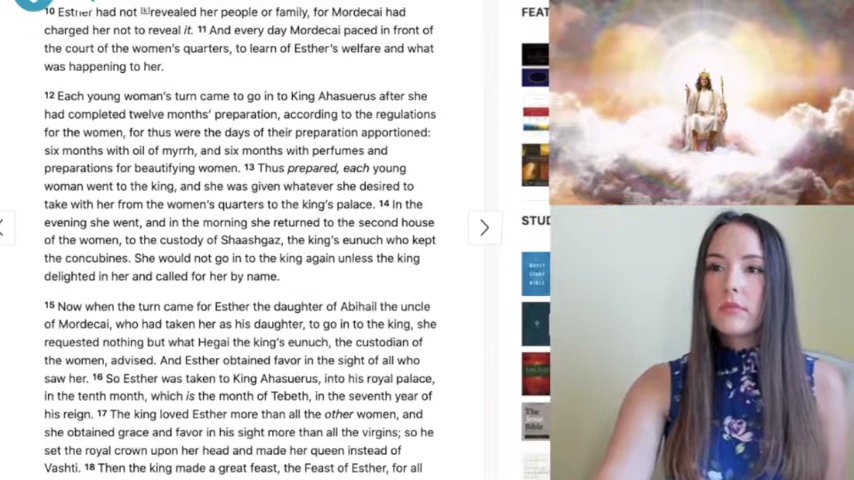 10 Esther had not [b]revealed her people or family, for Mordecai had
charged her not to reveal it. 11 And every day Mordecai paced in front of
the court of the women's quarters, to learn of Esther's welfare and what
was happening to her.
12 Each young woman's turn came to go in to King Ahasuerus after she
had completed twelve months' preparation, according to the regulations
for the women, for thus were the days of their preparation apportioned:
six months with oil of myrrh, and six months with perfumes and
preparations for beautifying women. 13 Thus prepared, each young
woman went to the king, and she was given whatever she desired to
take with her from the women's quarters to the king's palace. 14 In the
evening she went, and in the morning she returned to the second house
of the women, to the custody of Shaashgaz, the king's eunuch who kept
the concubines. She would not go in to the king again unless the king
delighted in her and called for her by name.
15 Now when the turn came for Esther the daughter of Abihail the uncle
of Mordecai, who had taken her as his daughter, to go in to the king, she
requested nothing but what Hegai the king's eunuch, the custodian of
the women, advised. And Esther obtained favor in the sight of all who
saw her. 16 So Esther was taken to King Ahasuerus, into his royal palace,
in the tenth month, which is the month of Tebeth, in the seventh year of
his reign. 17 The king loved Esther more than all the other women, and
she obtained grace and favor in his sight more than all the virgins; so he
set the royal crown upon her head and made her queen instead of
Vashti. 18 Then the king made a great feast, the Feast of Esther, for all
FEAT
STUD